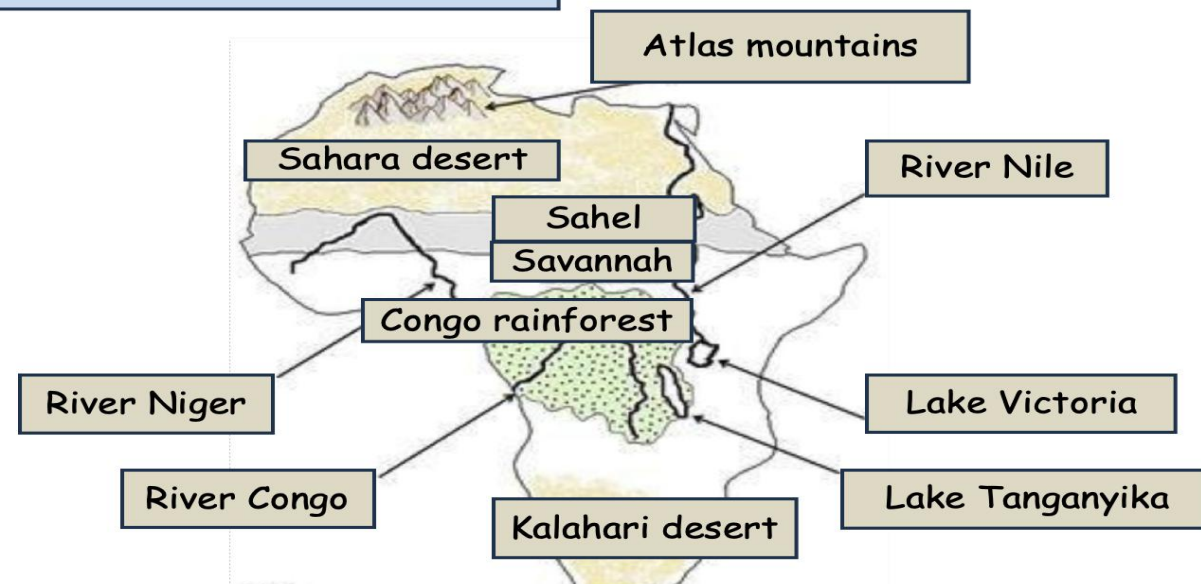 Atlas mountains
Sahara desert
River Nile
Sahel
Savannah
Congo rainforest
River Niger
Lake Victoria
River Congo
Lake Tanganyika
Kalahari desert